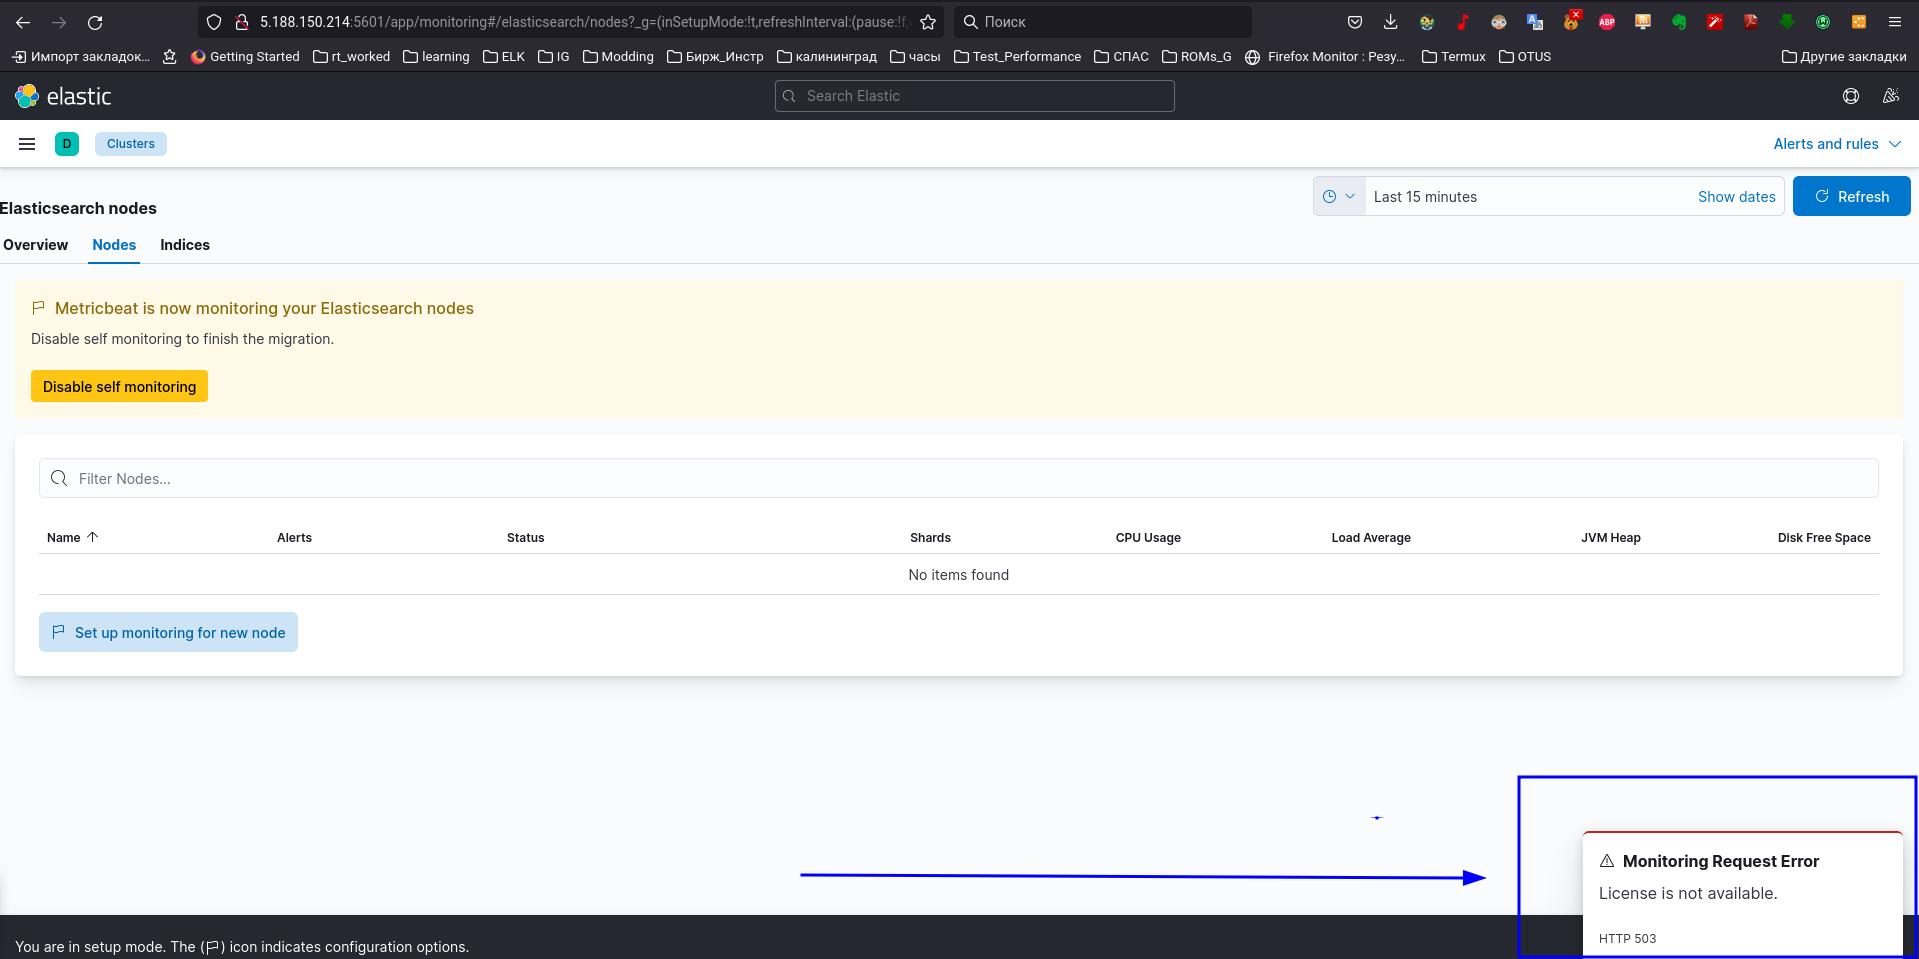 5.188.150.214:5601/app/monitoring#/elasticsearch/nodes?_g=(inSetupMode:!t,refreshInterval:(pause:!f,
Поиск
Импорт закладок... Getting Started rt_worked learning ELK IG Modding Бирж_Инстр калининград часы Test_Performance СПАС ROMs_G Firefox Monitor : Резу... Termux OTUS Другие закладки
elastic
Search Elastic
D Clusters Alerts and rules
Last 15 minutes Show dates Refresh
Elasticsearch nodes
Overview Nodes Indices
Metricbeat is now monitoring your Elasticsearch nodes
Disable self monitoring to finish the migration.
Disable self monitoring
Filter Nodes...
Name Alerts Status Shards CPU Usage Load Average JVM Heap Disk Free Space
No items found
Set up monitoring for new node
Monitoring Request Error
License is not available.
HTTP 503
You are in setup mode. The ( ) icon indicates configuration options.